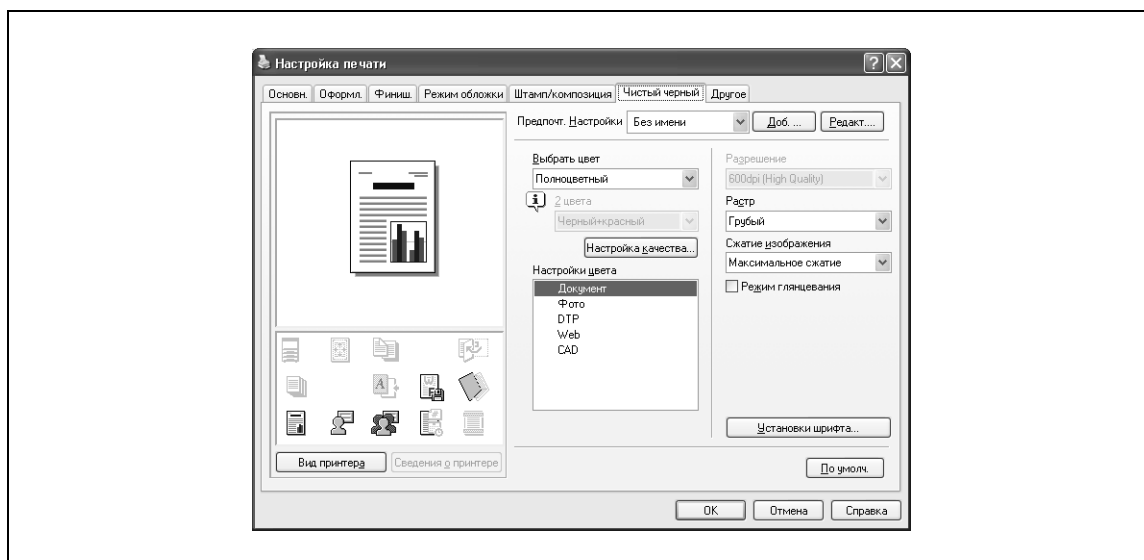 Настройка печати
Основн. Оформл. Финиш. Режим обложки Штамп/композиция Чистый черный Другое
Предпочт. Настройки Без имени Доб. ... Редакт....
Выбрать цвет
Полноцветный
2 цвета
Черный+красный
Настройка качества...
Настройки цвета
Документ
Фото
DTP
Web
CAD
Разрешение
600dpi (High Quality)
Растр
Грубый
Сжатие изображения
Максимальное сжатие
Режим глянцевания
Установки шрифта...
Вид принтера Сведения о принтере
По умолч.
OK Отмена Справка